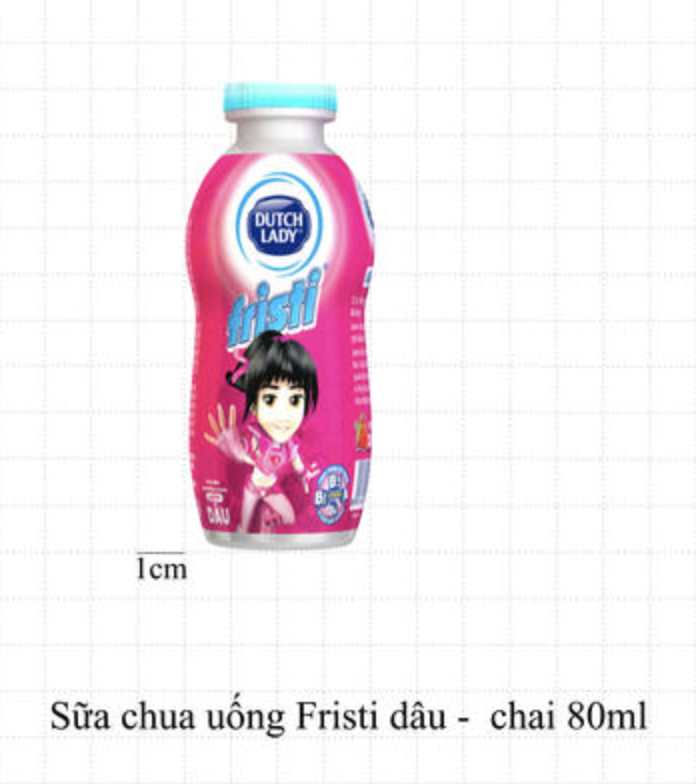 DUTCH
LADY
fristi
DÂU
1cm
Sữa chua uống Fristi dâu - chai 80ml